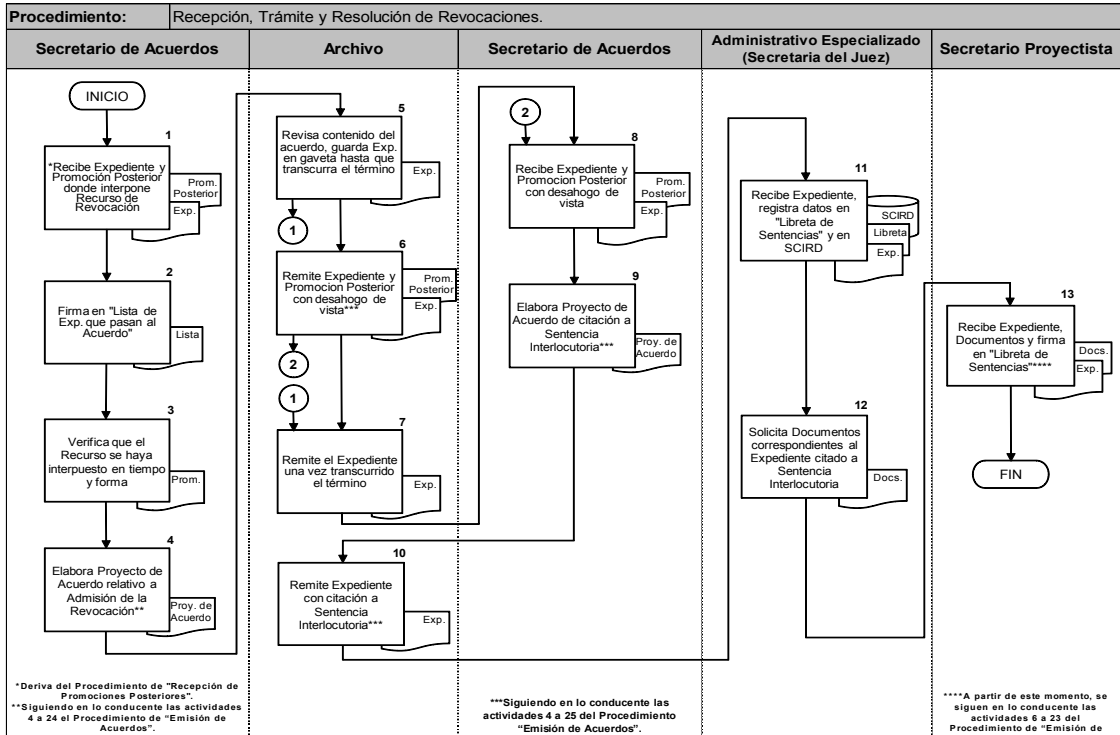 Procedimiento:
Recepción, Trámite y Resolución de Revocaciones.
Secretario de Acuerdos
Archivo
Secretario de Acuerdos
Administrativo Especializado
(Secretaria del Juez)
Secretario Proyectista
INICIO
1
*Recibe Expediente y
Promoción Posterior
donde interpone
Recurso de
Revocación
Prom.
Posterior
Exp.
2
Firma en "Lista de
Exp. que pasan al
Acuerdo"
Lista
3
Verifica que el
Recurso se haya
interpuesto en tiempo
y forma
Prom.
4
Elabora Proyecto de
Acuerdo relativo a
Admisión de la
Revocación**
Proy. de
Acuerdo
*Deriva del Procedimiento de "Recepción de
Promociones Posteriores".
**Siguiendo en lo conducente las actividades
4 a 24 el Procedimiento de “Emisión de
Acuerdos”.
5
Revisa contenido del
acuerdo, guarda Exp.
en gaveta hasta que
transcurra el término
Exp.
1
6
Remite Expediente y
Promocion Posterior
con desahogo de
vista***
Prom.
Posterior
Exp.
2
1
7
Remite el Expediente
una vez transcurrido
el término
Exp.
10
Remite Expediente
con citación a
Sentencia
Interlocutoria***
Exp.
2
8
Recibe Expediente y
Promocion Posterior
con desahogo de
vista
Prom.
Posterior
Exp.
9
Elabora Proyecto de
Acuerdo de citación a
Sentencia
Interlocutoria***
Proy. de
Acuerdo
***Siguiendo en lo conducente las
actividades 4 a 25 del Procedimiento
“Emisión de Acuerdos”.
11
Recibe Expediente,
registra datos en
"Libreta de
Sentencias" y en
SCIRD
SCIRD
Libreta
Exp.
12
Solicita Documentos
correspondientes al
Expediente citado a
Sentencia
Interlocutoria
Docs.
13
Recibe Expediente,
Documentos y firma
en "Libreta de
Sentencias"****
Docs.
Exp.
FIN
****A partir de este momento, se
siguen en lo conducente las
actividades 6 a 23 del
Procedimiento de “Emisión de